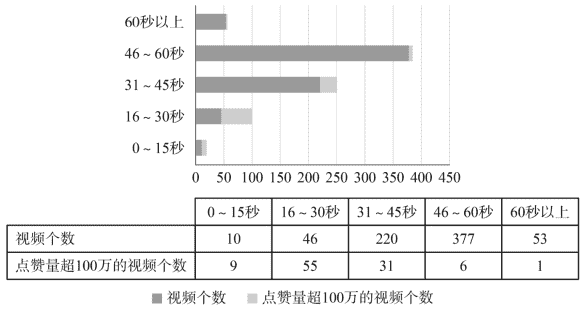 60秒以上
46～60秒
31～45秒
16～30秒
0～15秒
0 50 100 150 200 250 300 350 400 450
0～15秒 16～30秒 31～45秒 46～60秒 60秒以上
视频个数 10 46 220 377 53
点赞量超100万的视频个数 9 55 31 6 1
视频个数 点赞量超100万的视频个数